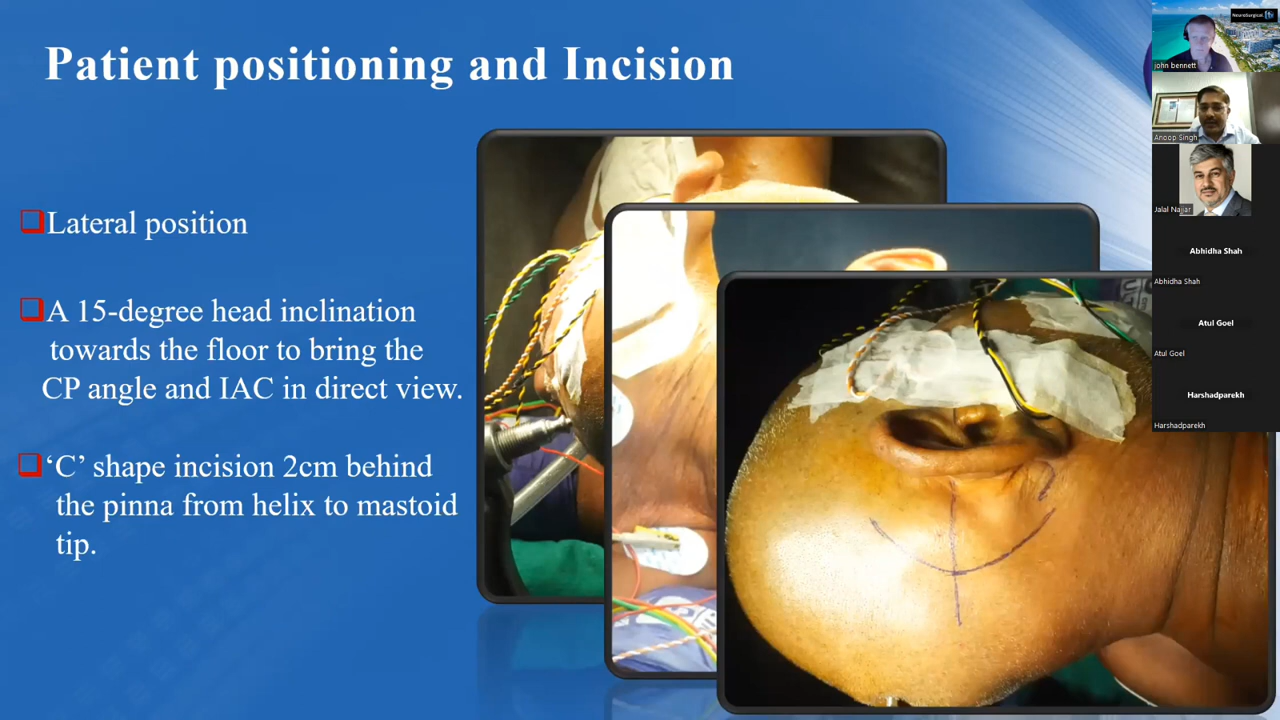 Patient positioning and Incision
Lateral position
A 15-degree head inclination
towards the floor to bring the
CP angle and IAC in direct view.
‘C’ shape incision 2cm behind
the pinna from helix to mastoid
tip.
Neurosurgical
john bennett
Anoop Singh
Jalal Najjar
Abhidha Shah
Abhidha Shah
Atul Goel
Atul Goel
Harshadparekh
Harshadparekh